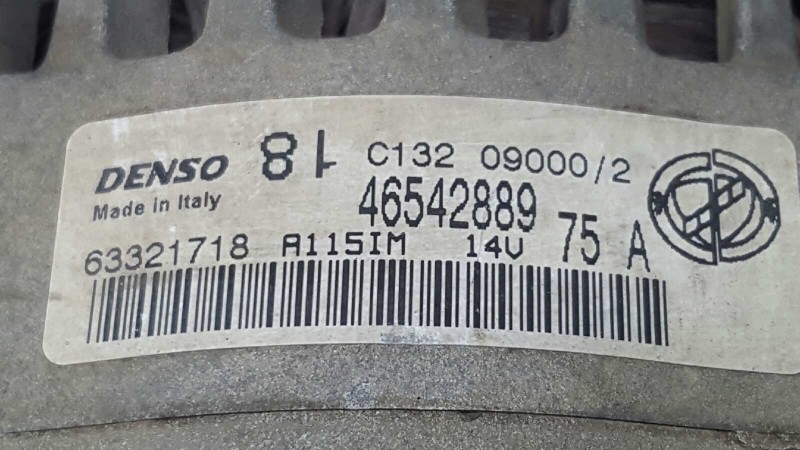 DENSO 81 C132 09000/2
Made in Italy 46542889 75 A
63321718 A115IM 14V